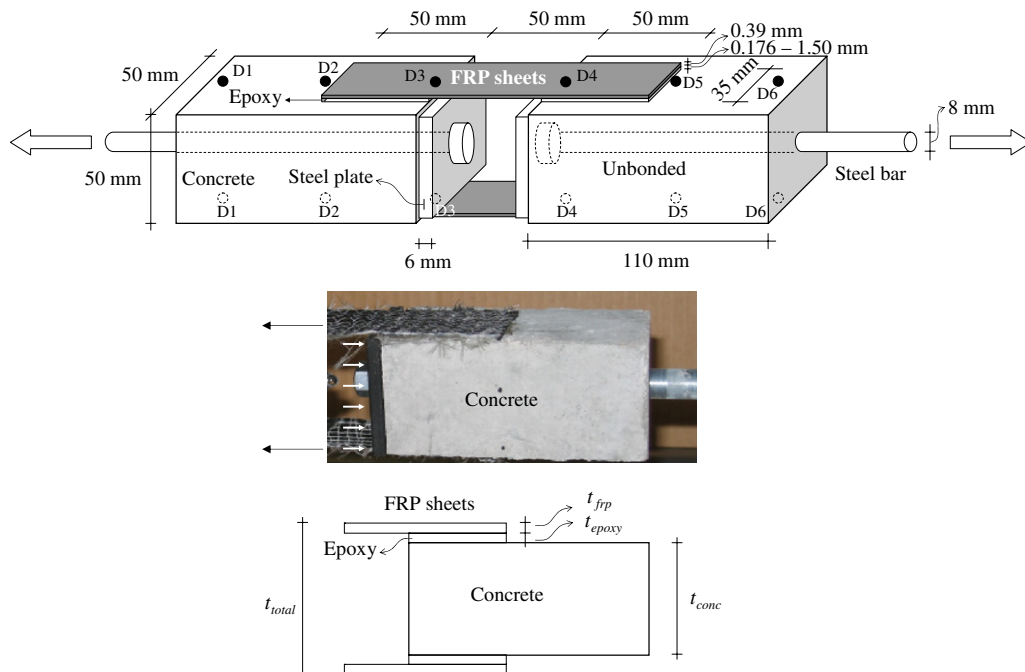 50 mm 50 mm 50 mm
0.39 mm
0.176 – 1.50 mm
50 mm
35 mm
D1 D2 D3 FRP sheets D4 D5 D6
Epoxy
8 mm
50 mm
Concrete
Steel plate
Unbonded
Steel bar
D1 D2 D3 D4 D5 D6
6 mm
110 mm
Concrete
FRP sheets
t_frp
t_epoxy
Epoxy
Concrete
t_total
t_conc